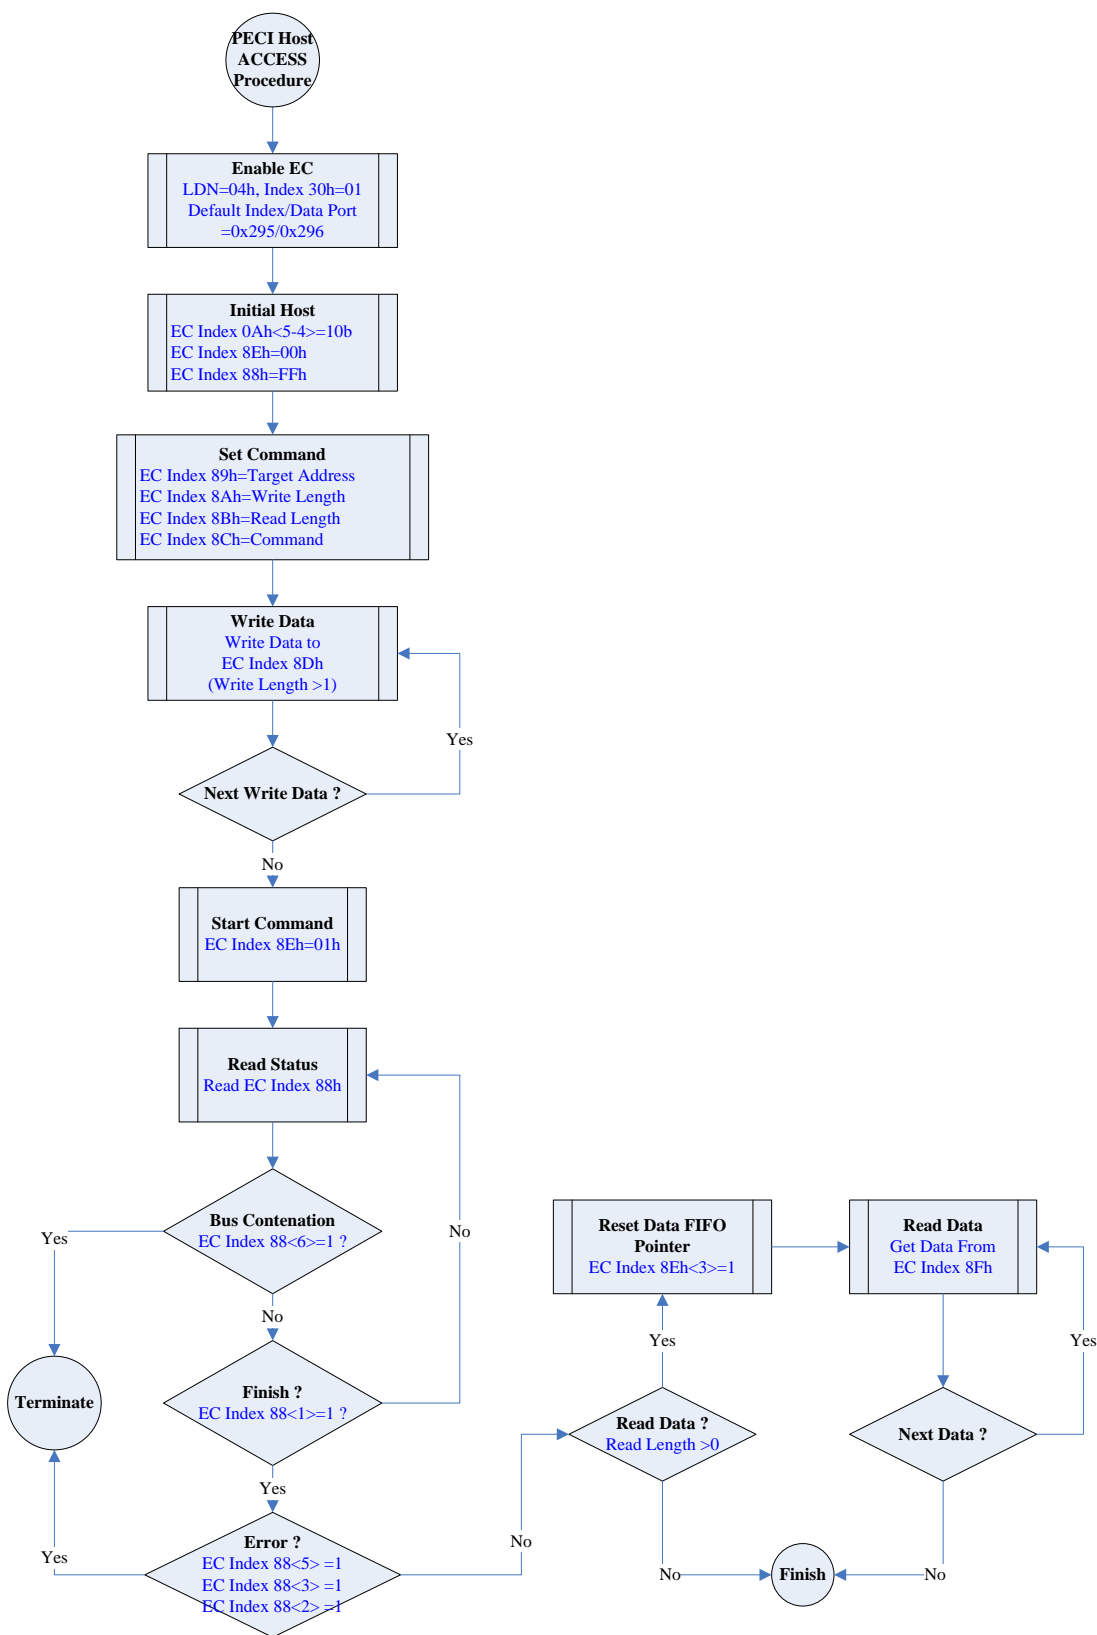 PECI Host
ACCESS
Procedure
Enable EC
LDN=04h, Index 30h=01
Default Index/Data Port
=0x295/0x296
Initial Host
EC Index 0Ah<5-4>=10b
EC Index 8Eh=00h
EC Index 88h=FFh
Set Command
EC Index 89h=Target Address
EC Index 8Ah=Write Length
EC Index 8Bh=Read Length
EC Index 8Ch=Command
Write Data
Write Data to
EC Index 8Dh
(Write Length >1)
Yes
Next Write Data ?
No
Start Command
EC Index 8Eh=01h
Read Status
Read EC Index 88h
Bus Contenation
EC Index 88<6>=1 ?
Yes
No
No
Finish ?
EC Index 88<1>=1 ?
Terminate
Yes
Error ?
EC Index 88<5> =1
EC Index 88<3> =1
EC Index 88<2> =1
Yes
No
Read Data ?
Read Length >0
Yes
No
Reset Data FIFO
Pointer
EC Index 8Eh<3>=1
Read Data
Get Data From
EC Index 8Fh
Yes
Next Data ?
No
Finish